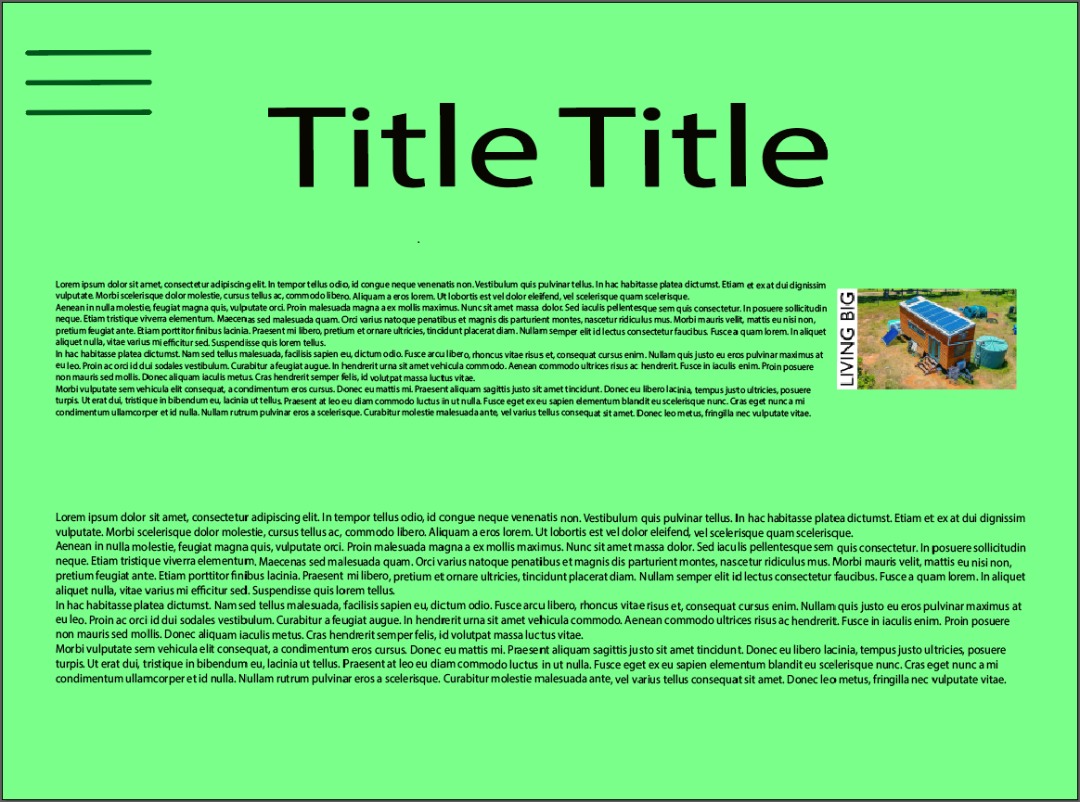 Title Title
Lorem ipsum dolor sit amet, consectetur adipiscing elit. In tempor tellus odio, id congue neque venenatis non. Vestibulum quis pulvinar tellus. In hac habitasse platea dictumst. Etiam et ex at dui dignissim
vulputate. Morbi scelerisque dolor molestie, cursus tellus ac, commodo libero. Aliquam a eros lorem. Ut lobortis est vel dolor eleifend, vel scelerisque quam scelerisque.
Aenean in nulla molestie, feugiat magna quis, vulputate orci. Proin malesuada magna a ex mollis maximus. Nunc sit amet massa dolor. Sed iaculis pellentesque sem quis consectetur. In posuere sollicitudin
neque. Etiam tristique viverra elementum. Maecenas sed malesuada quam. Orci varius natoque penatibus et magnis dis parturient montes, nascetur ridiculus mus. Morbi mauris velit, mattis eu nisi non,
pretium feugiat ante. Etiam porttitor finibus lacinia. Praesent mi libero, pretium et ornare ultricies, tincidunt placerat diam. Nullam semper elit id lectus consectetur faucibus. Fusce a quam lorem. In aliquet
aliquet nulla, vitae varius mi efficitur sed. Suspendisse quis lorem tellus.
In hac habitasse platea dictumst. Nam sed tellus malesuada, facilisis sapien eu, dictum odio. Fusce arcu libero, rhoncus vitae risus et, consequat cursus enim. Nullam quis justo eu eros pulvinar maximus at
eu leo. Proin ac orci id dui sodales vestibulum. Curabitur a feugiat augue. In hendrerit urna sit amet vehicula commodo. Aenean commodo ultrices risus ac hendrerit. Fusce in iaculis enim. Proin posuere
non mauris sed mollis. Donec aliquam iaculis metus. Cras hendrerit semper felis, id volutpat massa luctus vitae.
Morbi vulputate sem vehicula elit consequat, a condimentum eros cursus. Donec eu mattis mi. Praesent aliquam sagittis justo sit amet tincidunt. Donec eu libero lacinia, tempus justo ultricies, posuere
turpis. Ut erat dui, tristique in bibendum eu, lacinia ut tellus. Praesent at leo eu diam commodo luctus in ut nulla. Fusce eget ex eu sapien elementum blandit eu scelerisque nunc. Cras eget nunc a mi
condimentum ullamcorper et id nulla. Nullam rutrum pulvinar eros a scelerisque. Curabitur molestie malesuada ante, vel varius tellus consequat sit amet. Donec leo metus, fringilla nec vulputate vitae.
LIVING BIG
Lorem ipsum dolor sit amet, consectetur adipiscing elit. In tempor tellus odio, id congue neque venenatis non. Vestibulum quis pulvinar tellus. In hac habitasse platea dictumst. Etiam et ex at dui dignissim
vulputate. Morbi scelerisque dolor molestie, cursus tellus ac, commodo libero. Aliquam a eros lorem. Ut lobortis est vel dolor eleifend, vel scelerisque quam scelerisque.
Aenean in nulla molestie, feugiat magna quis, vulputate orci. Proin malesuada magna a ex mollis maximus. Nunc sit amet massa dolor. Sed iaculis pellentesque sem quis consectetur. In posuere sollicitudin
neque. Etiam tristique viverra elementum. Maecenas sed malesuada quam. Orci varius natoque penatibus et magnis dis parturient montes, nascetur ridiculus mus. Morbi mauris velit, mattis eu nisi non,
pretium feugiat ante. Etiam porttitor finibus lacinia. Praesent mi libero, pretium et ornare ultricies, tincidunt placerat diam. Nullam semper elit id lectus consectetur faucibus. Fusce a quam lorem. In aliquet
aliquet nulla, vitae varius mi efficitur sed. Suspendisse quis lorem tellus.
In hac habitasse platea dictumst. Nam sed tellus malesuada, facilisis sapien eu, dictum odio. Fusce arcu libero, rhoncus vitae risus et, consequat cursus enim. Nullam quis justo eu eros pulvinar maximus at
eu leo. Proin ac orci id dui sodales vestibulum. Curabitur a feugiat augue. In hendrerit urna sit amet vehicula commodo. Aenean commodo ultrices risus ac hendrerit. Fusce in iaculis enim. Proin posuere
non mauris sed mollis. Donec aliquam iaculis metus. Cras hendrerit semper felis, id volutpat massa luctus vitae.
Morbi vulputate sem vehicula elit consequat, a condimentum eros cursus. Donec eu mattis mi. Praesent aliquam sagittis justo sit amet tincidunt. Donec eu libero lacinia, tempus justo ultricies, posuere
turpis. Ut erat dui, tristique in bibendum eu, lacinia ut tellus. Praesent at leo eu diam commodo luctus in ut nulla. Fusce eget ex eu sapien elementum blandit eu scelerisque nunc. Cras eget nunc a mi
condimentum ullamcorper et id nulla. Nullam rutrum pulvinar eros a scelerisque. Curabitur molestie malesuada ante, vel varius tellus consequat sit amet. Donec leo metus, fringilla nec vulputate vitae.